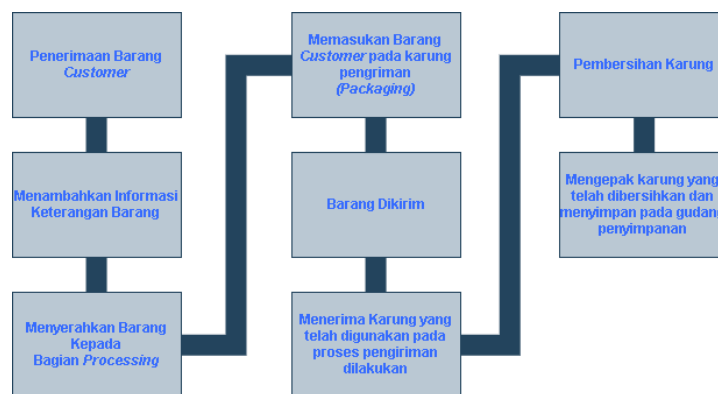 Penerimaan Barang
Customer
Menambahkan Informasi
Keterangan Barang
Menyerahkan Barang
Kepada
Bagian Processing
Memasukan Barang
Customer pada karung
pengriman
(Packaging)
Barang Dikirim
Menerima Karung yang
telah digunakan pada
proses pengiriman
dilakukan
Pembersihan Karung
Mengepak karung yang
telah dibersihkan dan
menyimpan pada gudang
penyimpanan